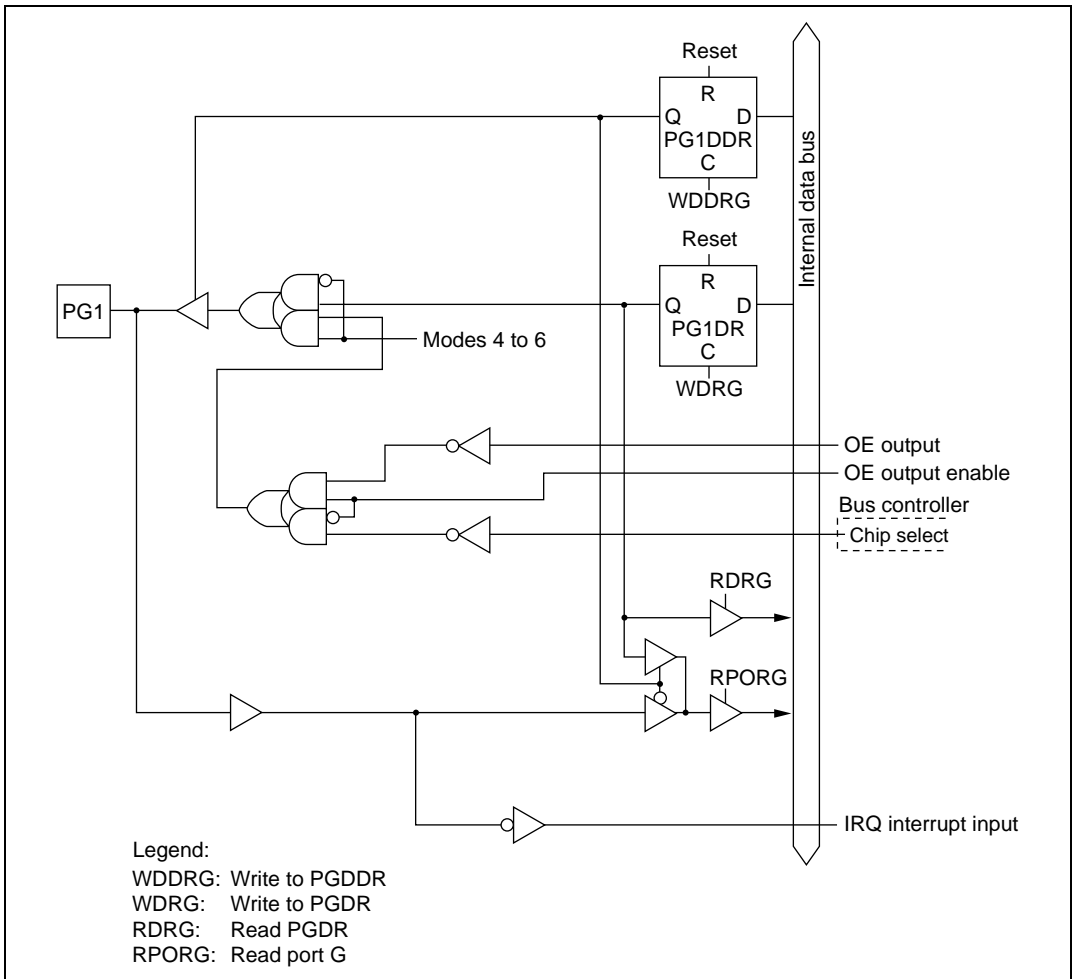 Reset
R
Q D
PG1DDR
C
WDDRG
Internal data bus
Reset
R
Q D
PG1DR
C
WDRG
PG1
Modes 4 to 6
OE output
OE output enable
Bus controller
Chip select
RDRG
RPORG
IRQ interrupt input
Legend:
WDDRG: Write to PGDDR
WDRG: Write to PGDR
RDRG: Read PGDR
RPORG: Read port G